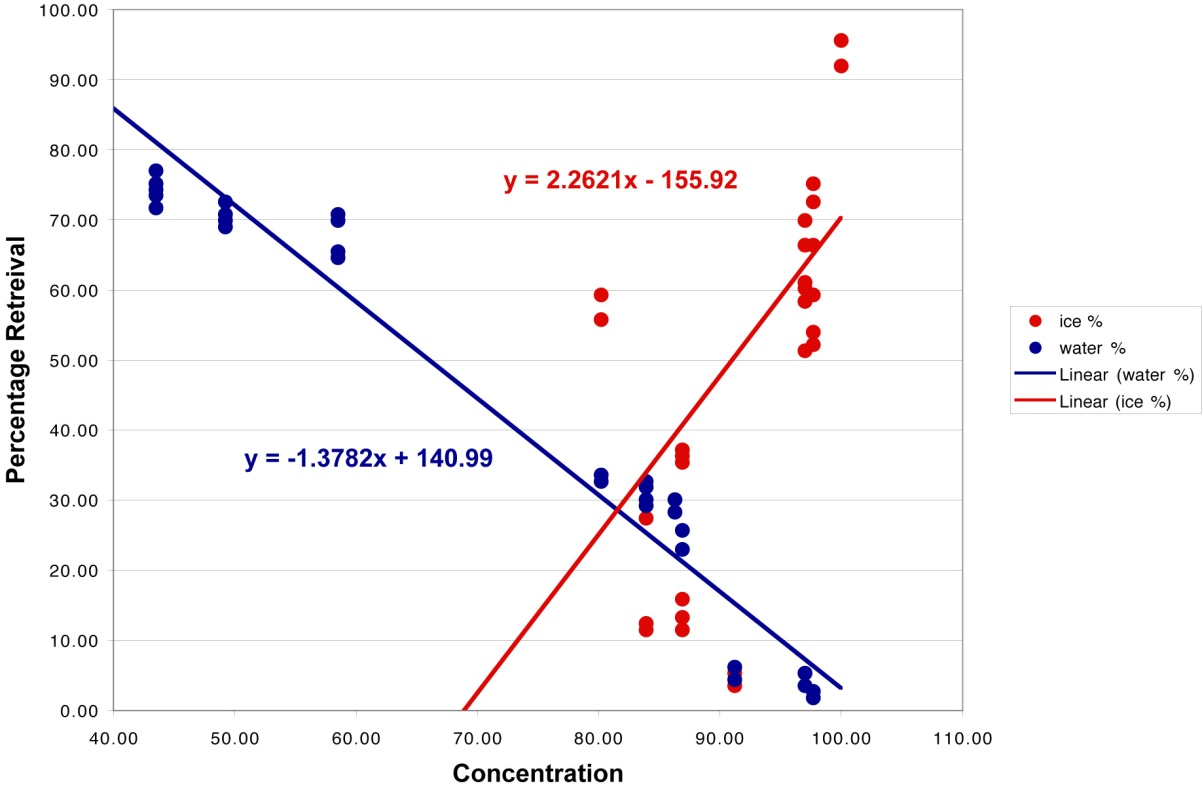 100.00
90.00
80.00
70.00
60.00
50.00
40.00
30.00
20.00
10.00
0.00
Percentage Retreival
y = 2.2621x - 155.92
y = -1.3782x + 140.99
40.00 50.00 60.00 70.00 80.00 90.00 100.00 110.00
Concentration
ice %
water %
Linear (water %)
Linear (ice %)